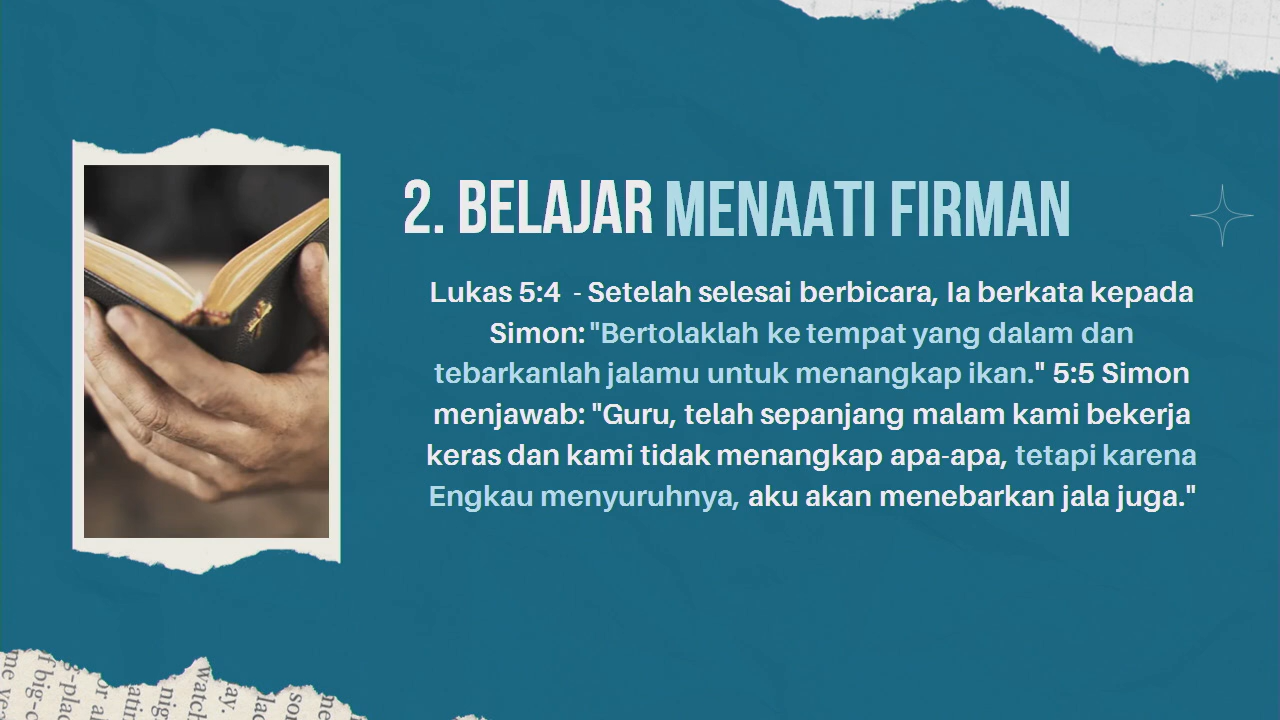 2. BELAJAR MENAATI FIRMAN
Lukas 5:4  - Setelah selesai berbicara, Ia berkata kepada
Simon: "Bertolaklah ke tempat yang dalam dan
tebarkanlah jalamu untuk menangkap ikan." 5:5 Simon
menjawab: "Guru, telah sepanjang malam kami bekerja
keras dan kami tidak menangkap apa-apa, tetapi karena
Engkau menyuruhnya, aku akan menebarkan jala juga."